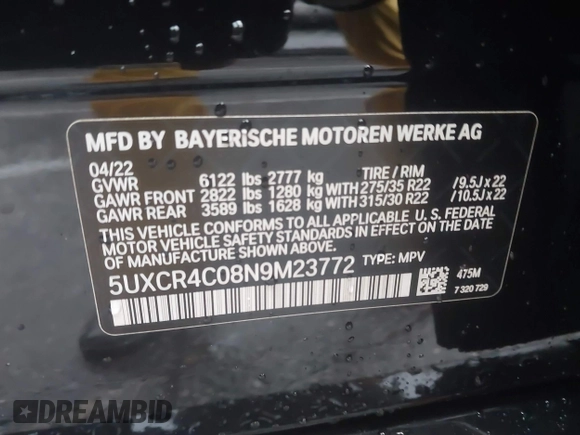 MFD BY BAYERISCHE MOTOREN WERKE AG
04/22 TIRE / RIM
GVWR 6122 lbs 2777 kg
GAWR FRONT 2822 lbs 1280 kg WITH 275/35 R22 /9.5J x 22
GAWR REAR 3589 lbs 1628 kg WITH 315/30 R22 /10.5J x 22
THIS VEHICLE CONFORMS TO ALL APPLICABLE FEDERAL
MOTOR VEHICLE SAFETY STANDARDS IN EFFECT ON THE DATE OF
MANUFACTURE SHOWN ABOVE.
5UXCR4C08N9M23772 TYPE: MPV
475M
7 320 729
DREAMBID